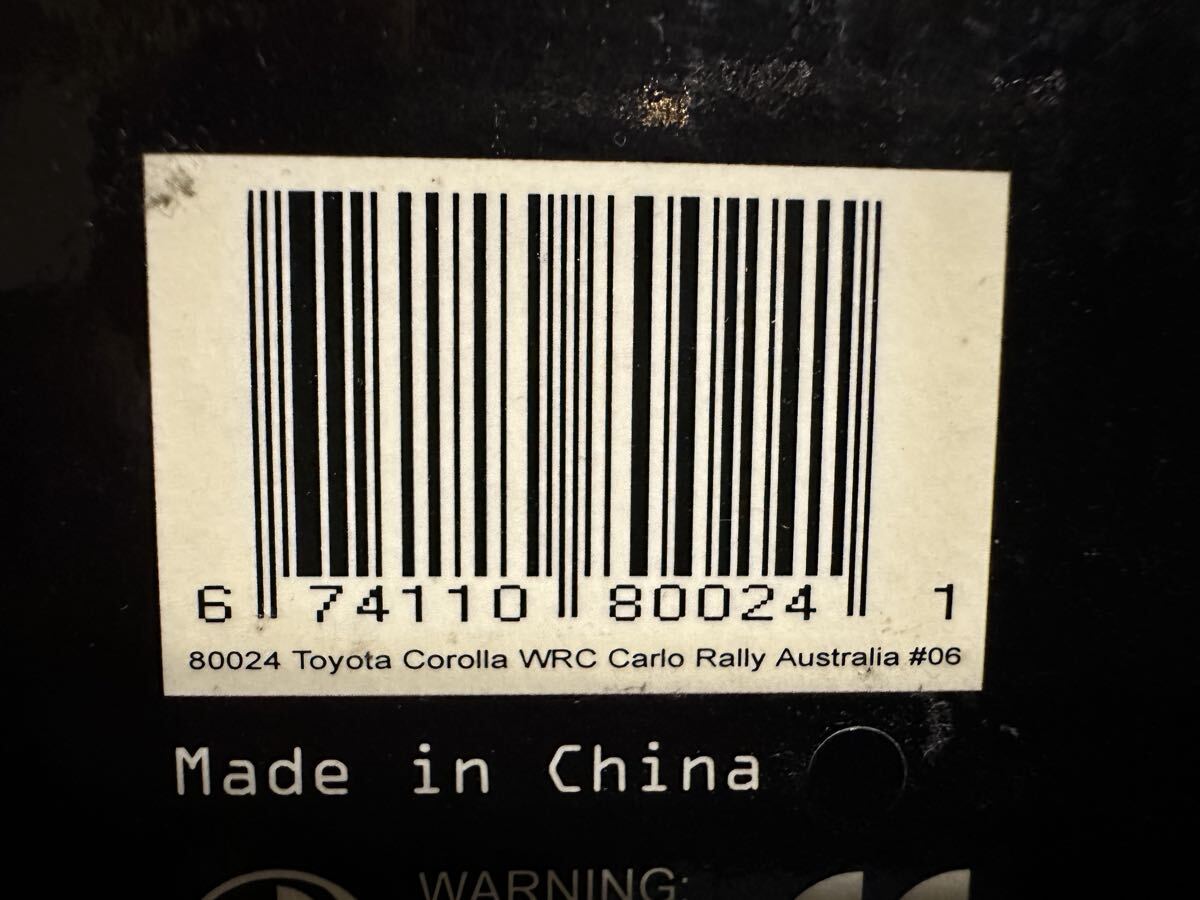 6 74110 80024 1
80024 Toyota Corolla WRC Carlo Rally Australia #06
Made in China
WARNING: